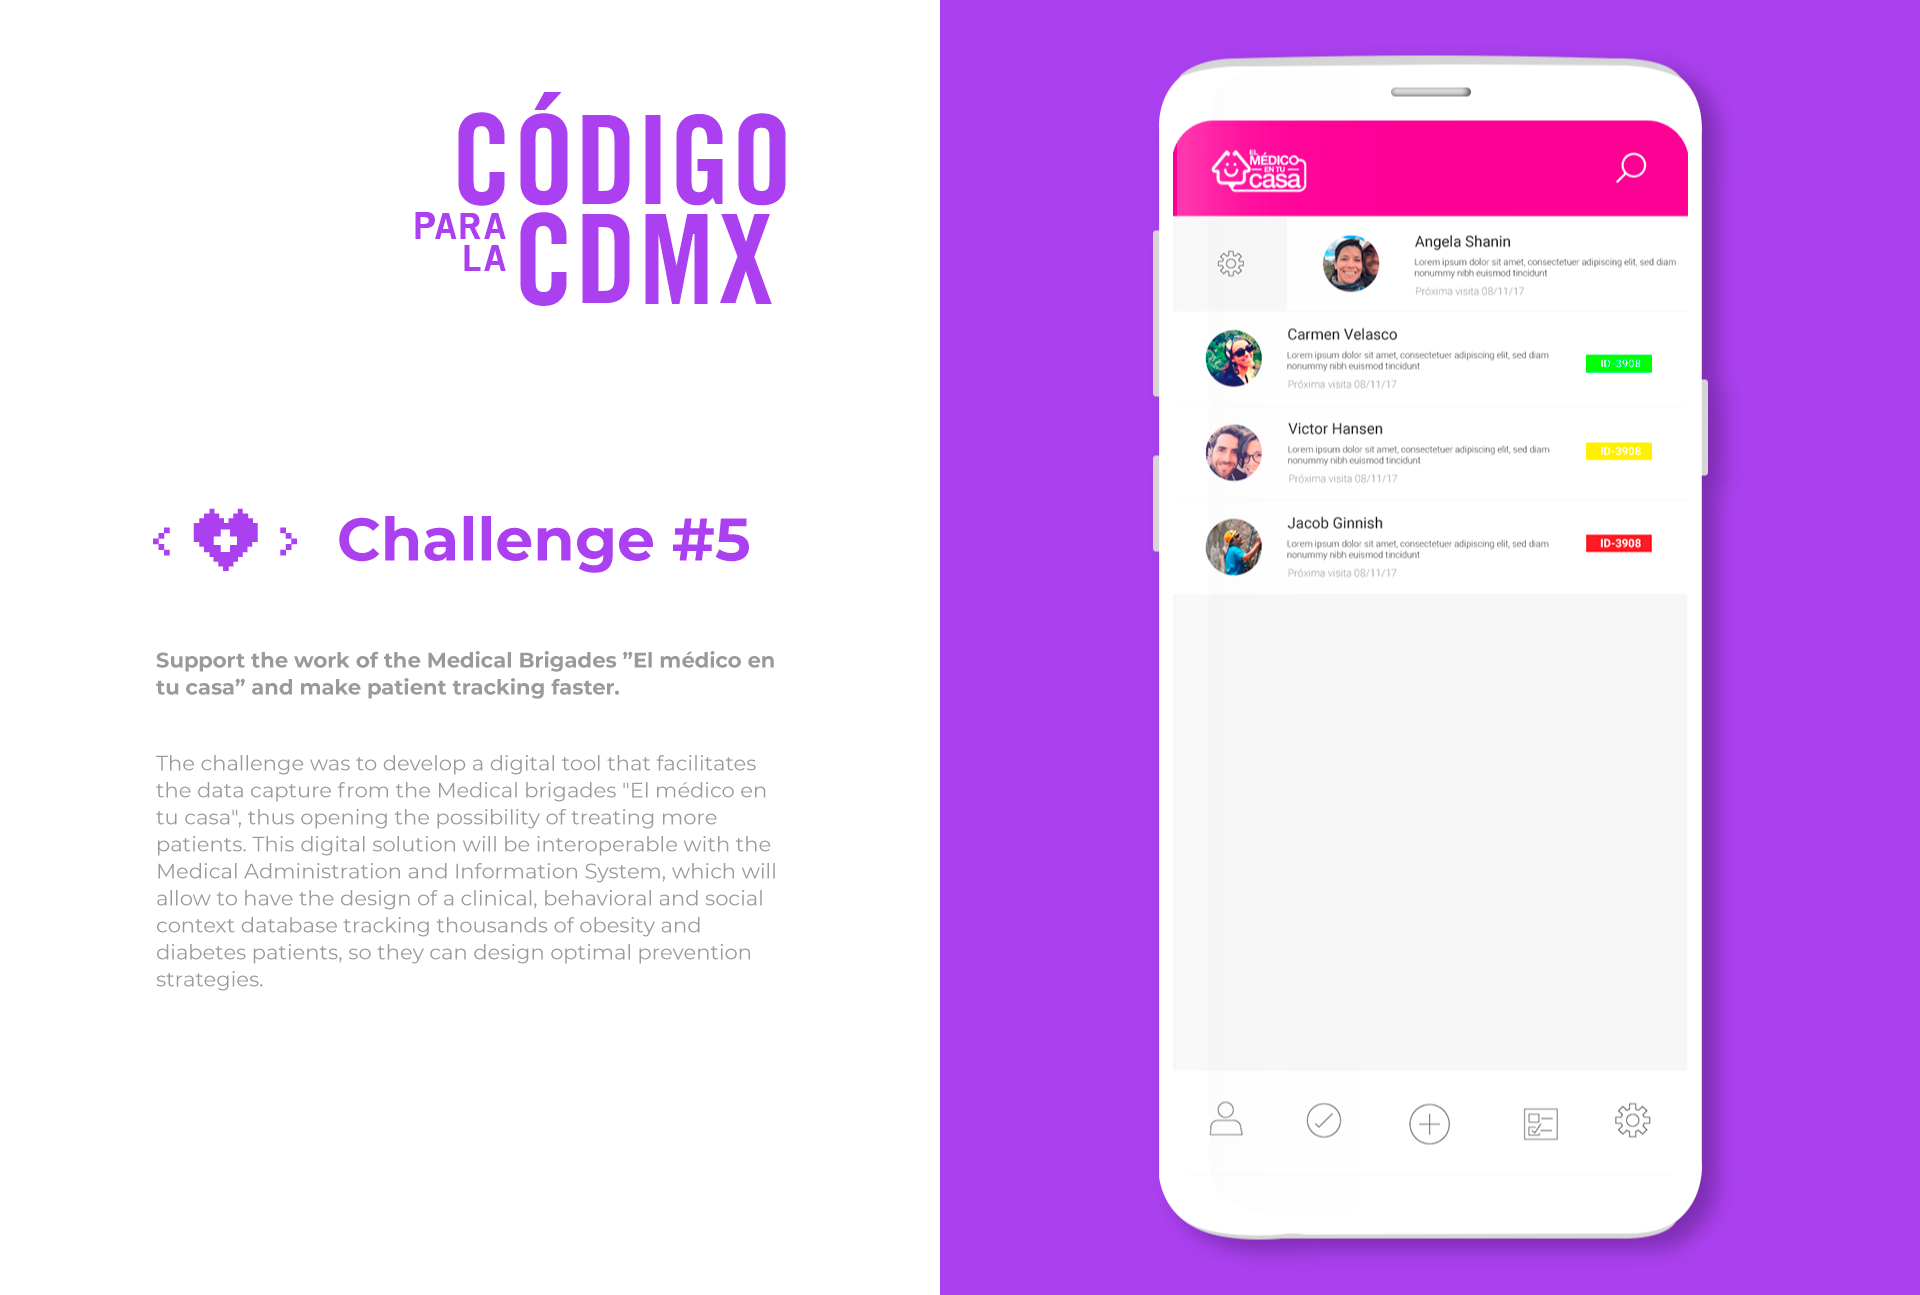 CÓDIGO
PARA
LA
CDMX
Challenge #5
Support the work of the Medical Brigades ”El médico en
tu casa” and make patient tracking faster.
The challenge was to develop a digital tool that facilitates
the data capture from the Medical brigades "El médico en
tu casa", thus opening the possibility of treating more
patients. This digital solution will be interoperable with the
Medical Administration and Information System, which will
allow to have the design of a clinical, behavioral and social
context database tracking thousands of obesity and
diabetes patients, so they can design optimal prevention
strategies.
EL
MÉDICO
EN TU
casa
Angela Shanin
Lorem ipsum dolor sit amet, consectetuer adipiscing elit, sed diam
nonummy nibh euismod tincidunt
Próxima visita 08/11/17
Carmen Velasco
Lorem ipsum dolor sit amet, consectetuer adipiscing elit, sed diam
nonummy nibh euismod tincidunt
Próxima visita 08/11/17
ID-3908
Victor Hansen
Lorem ipsum dolor sit amet, consectetuer adipiscing elit, sed diam
nonummy nibh euismod tincidunt
Próxima visita 08/11/17
ID-3908
Jacob Ginnish
Lorem ipsum dolor sit amet, consectetuer adipiscing elit, sed diam
nonummy nibh euismod tincidunt
Próxima visita 08/11/17
ID-3908